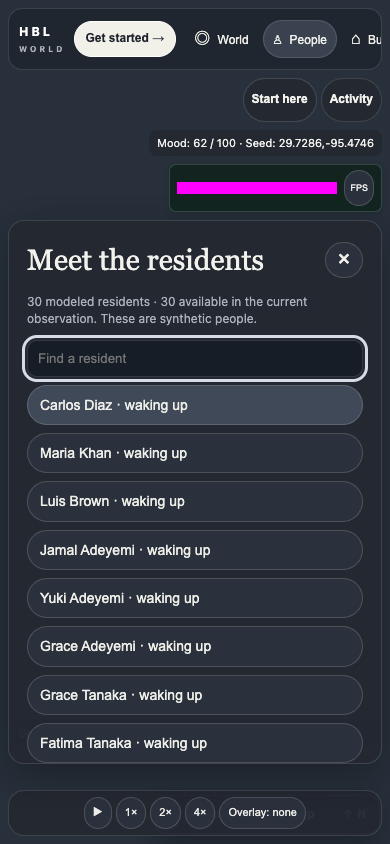 HBL
WORLD
Get started → World People Bu
Start here Activity
Mood: 62 / 100 · Seed: 29.7286,-95.4746
FPS
Meet the residents ×
30 modeled residents · 30 available in the current
observation. These are synthetic people.
Find a resident
Carlos Diaz · waking up
Maria Khan · waking up
Luis Brown · waking up
Jamal Adeyemi · waking up
Yuki Adeyemi · waking up
Grace Adeyemi · waking up
Grace Tanaka · waking up
Fatima Tanaka · waking up
1× 2× 4× Overlay: none